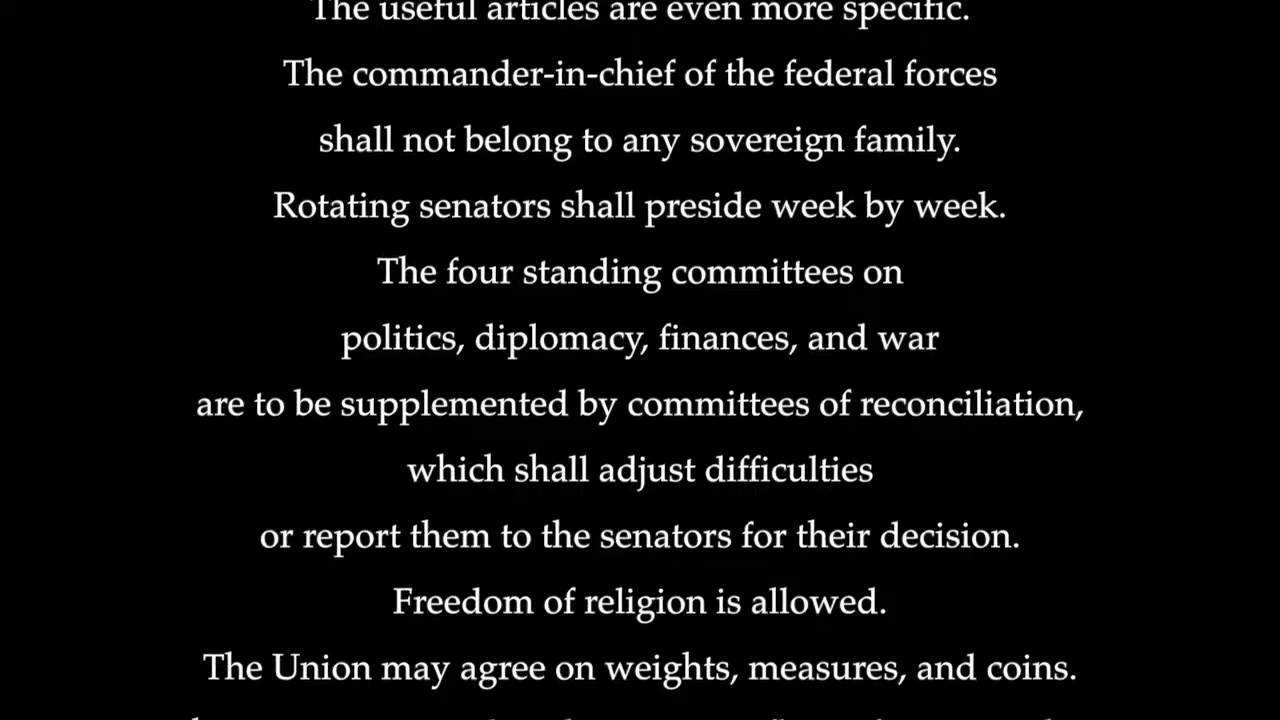 The useful articles are even more specific.
The commander-in-chief of the federal forces
shall not belong to any sovereign family.
Rotating senators shall preside week by week.
The four standing committees on
politics, diplomacy, finances, and war
are to be supplemented by committees of reconciliation,
which shall adjust difficulties
or report them to the senators for their decision.
Freedom of religion is allowed.
The Union may agree on weights, measures, and coins.